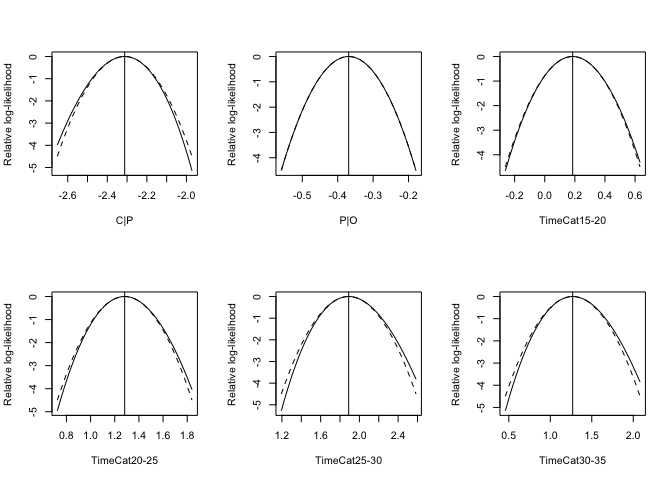 Relative log-likelihood
0
-1
-2
-3
-4
-5
-2.6 -2.4 -2.2 -2.0
C|P
Relative log-likelihood
0
-1
-2
-3
-4
-0.5 -0.4 -0.3 -0.2
P|O
Relative log-likelihood
0
-1
-2
-3
-4
-0.2 0.0 0.2 0.4 0.6
TimeCat15-20
Relative log-likelihood
0
-1
-2
-3
-4
-5
0.8 1.0 1.2 1.4 1.6 1.8
TimeCat20-25
Relative log-likelihood
0
-1
-2
-3
-4
-5
1.2 1.6 2.0 2.4
TimeCat25-30
Relative log-likelihood
0
-1
-2
-3
-4
-5
0.5 1.0 1.5 2.0
TimeCat30-35